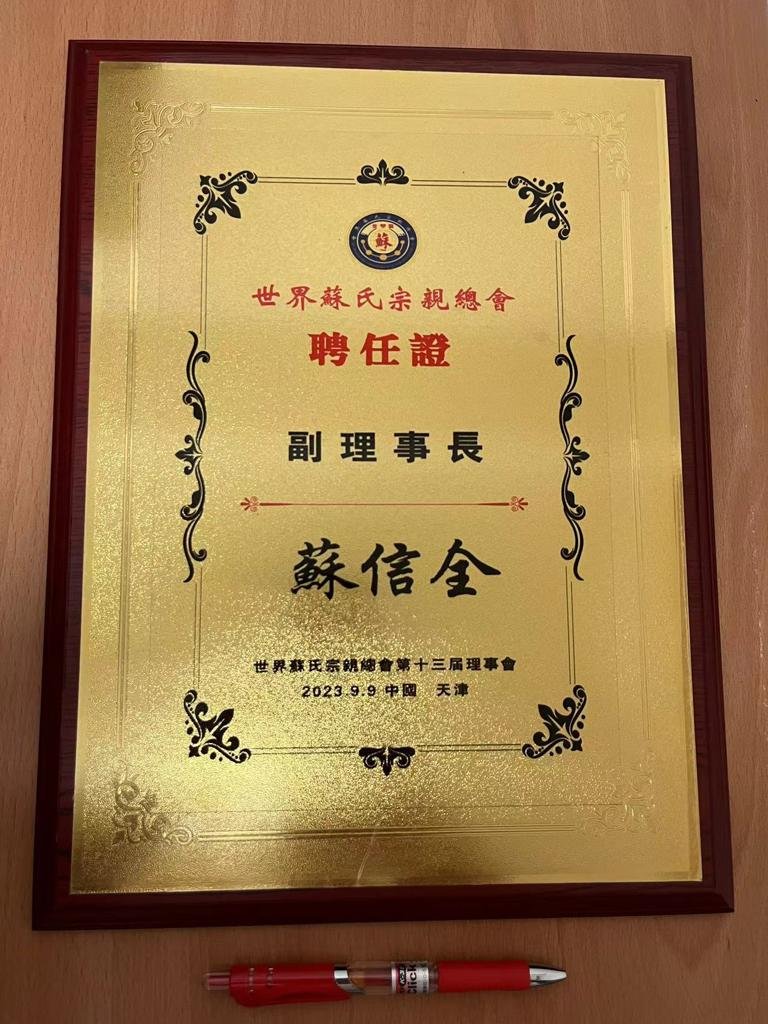 蘇
世界蘇氏宗親總會
聘任證
副理事長
蘇信全
世界蘇氏宗親總會第十三屆理事會
2023.9.9 中國 天津
Click